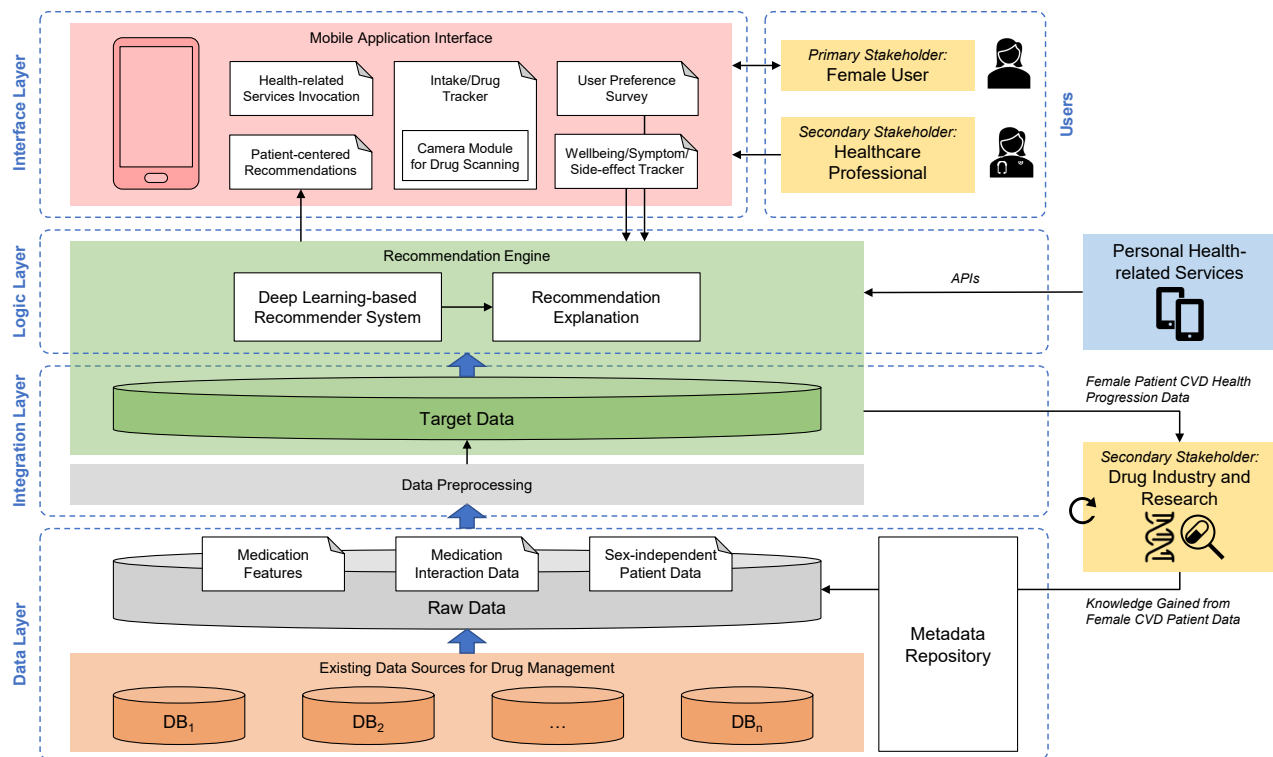 Interface Layer
Mobile Application Interface
Health-related
Services Invocation
Patient-centered
Recommendations
Intake/Drug
Tracker
Camera Module
for Drug Scanning
User Preference
Survey
Wellbeing/Symptom/
Side-effect Tracker
Primary Stakeholder:
Female User
Secondary Stakeholder:
Healthcare
Professional
Users
Logic Layer
Recommendation Engine
Deep Learning-based
Recommender System
Recommendation
Explanation
APIs
Personal Health-
related Services
Integration Layer
Target Data
Data Preprocessing
Female Patient CVD Health
Progression Data
Secondary Stakeholder:
Drug Industry and
Research
Knowledge Gained from
Female CVD Patient Data
Data Layer
Medication
Features
Medication
Interaction Data
Sex-independent
Patient Data
Raw Data
Metadada
Repository
Existing Data Sources for Drug Management
DB1
DB2
…
DBn